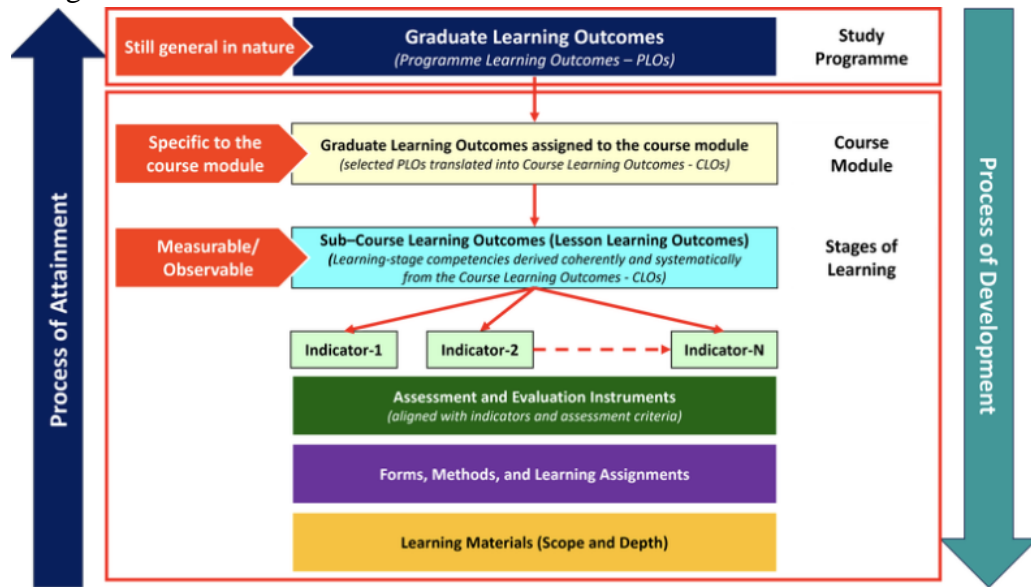 Still general in nature
Graduate Learning Outcomes
(Programme Learning Outcomes – PLOs)
Study
Programme
Specific to the
course module
Graduate Learning Outcomes assigned to the course module
(selected PLOs translated into Course Learning Outcomes - CLOs)
Course
Module
Measurable/
Observable
Sub–Course Learning Outcomes (Lesson Learning Outcomes)
(Learning-stage competencies derived coherently and systematically
from the Course Learning Outcomes - CLOs)
Stages of
Learning
Indicator-1
Indicator-2
Indicator-N
Assessment and Evaluation Instruments
(aligned with indicators and assessment criteria)
Forms, Methods, and Learning Assignments
Learning Materials (Scope and Depth)
Process of Attainment
Process of Development